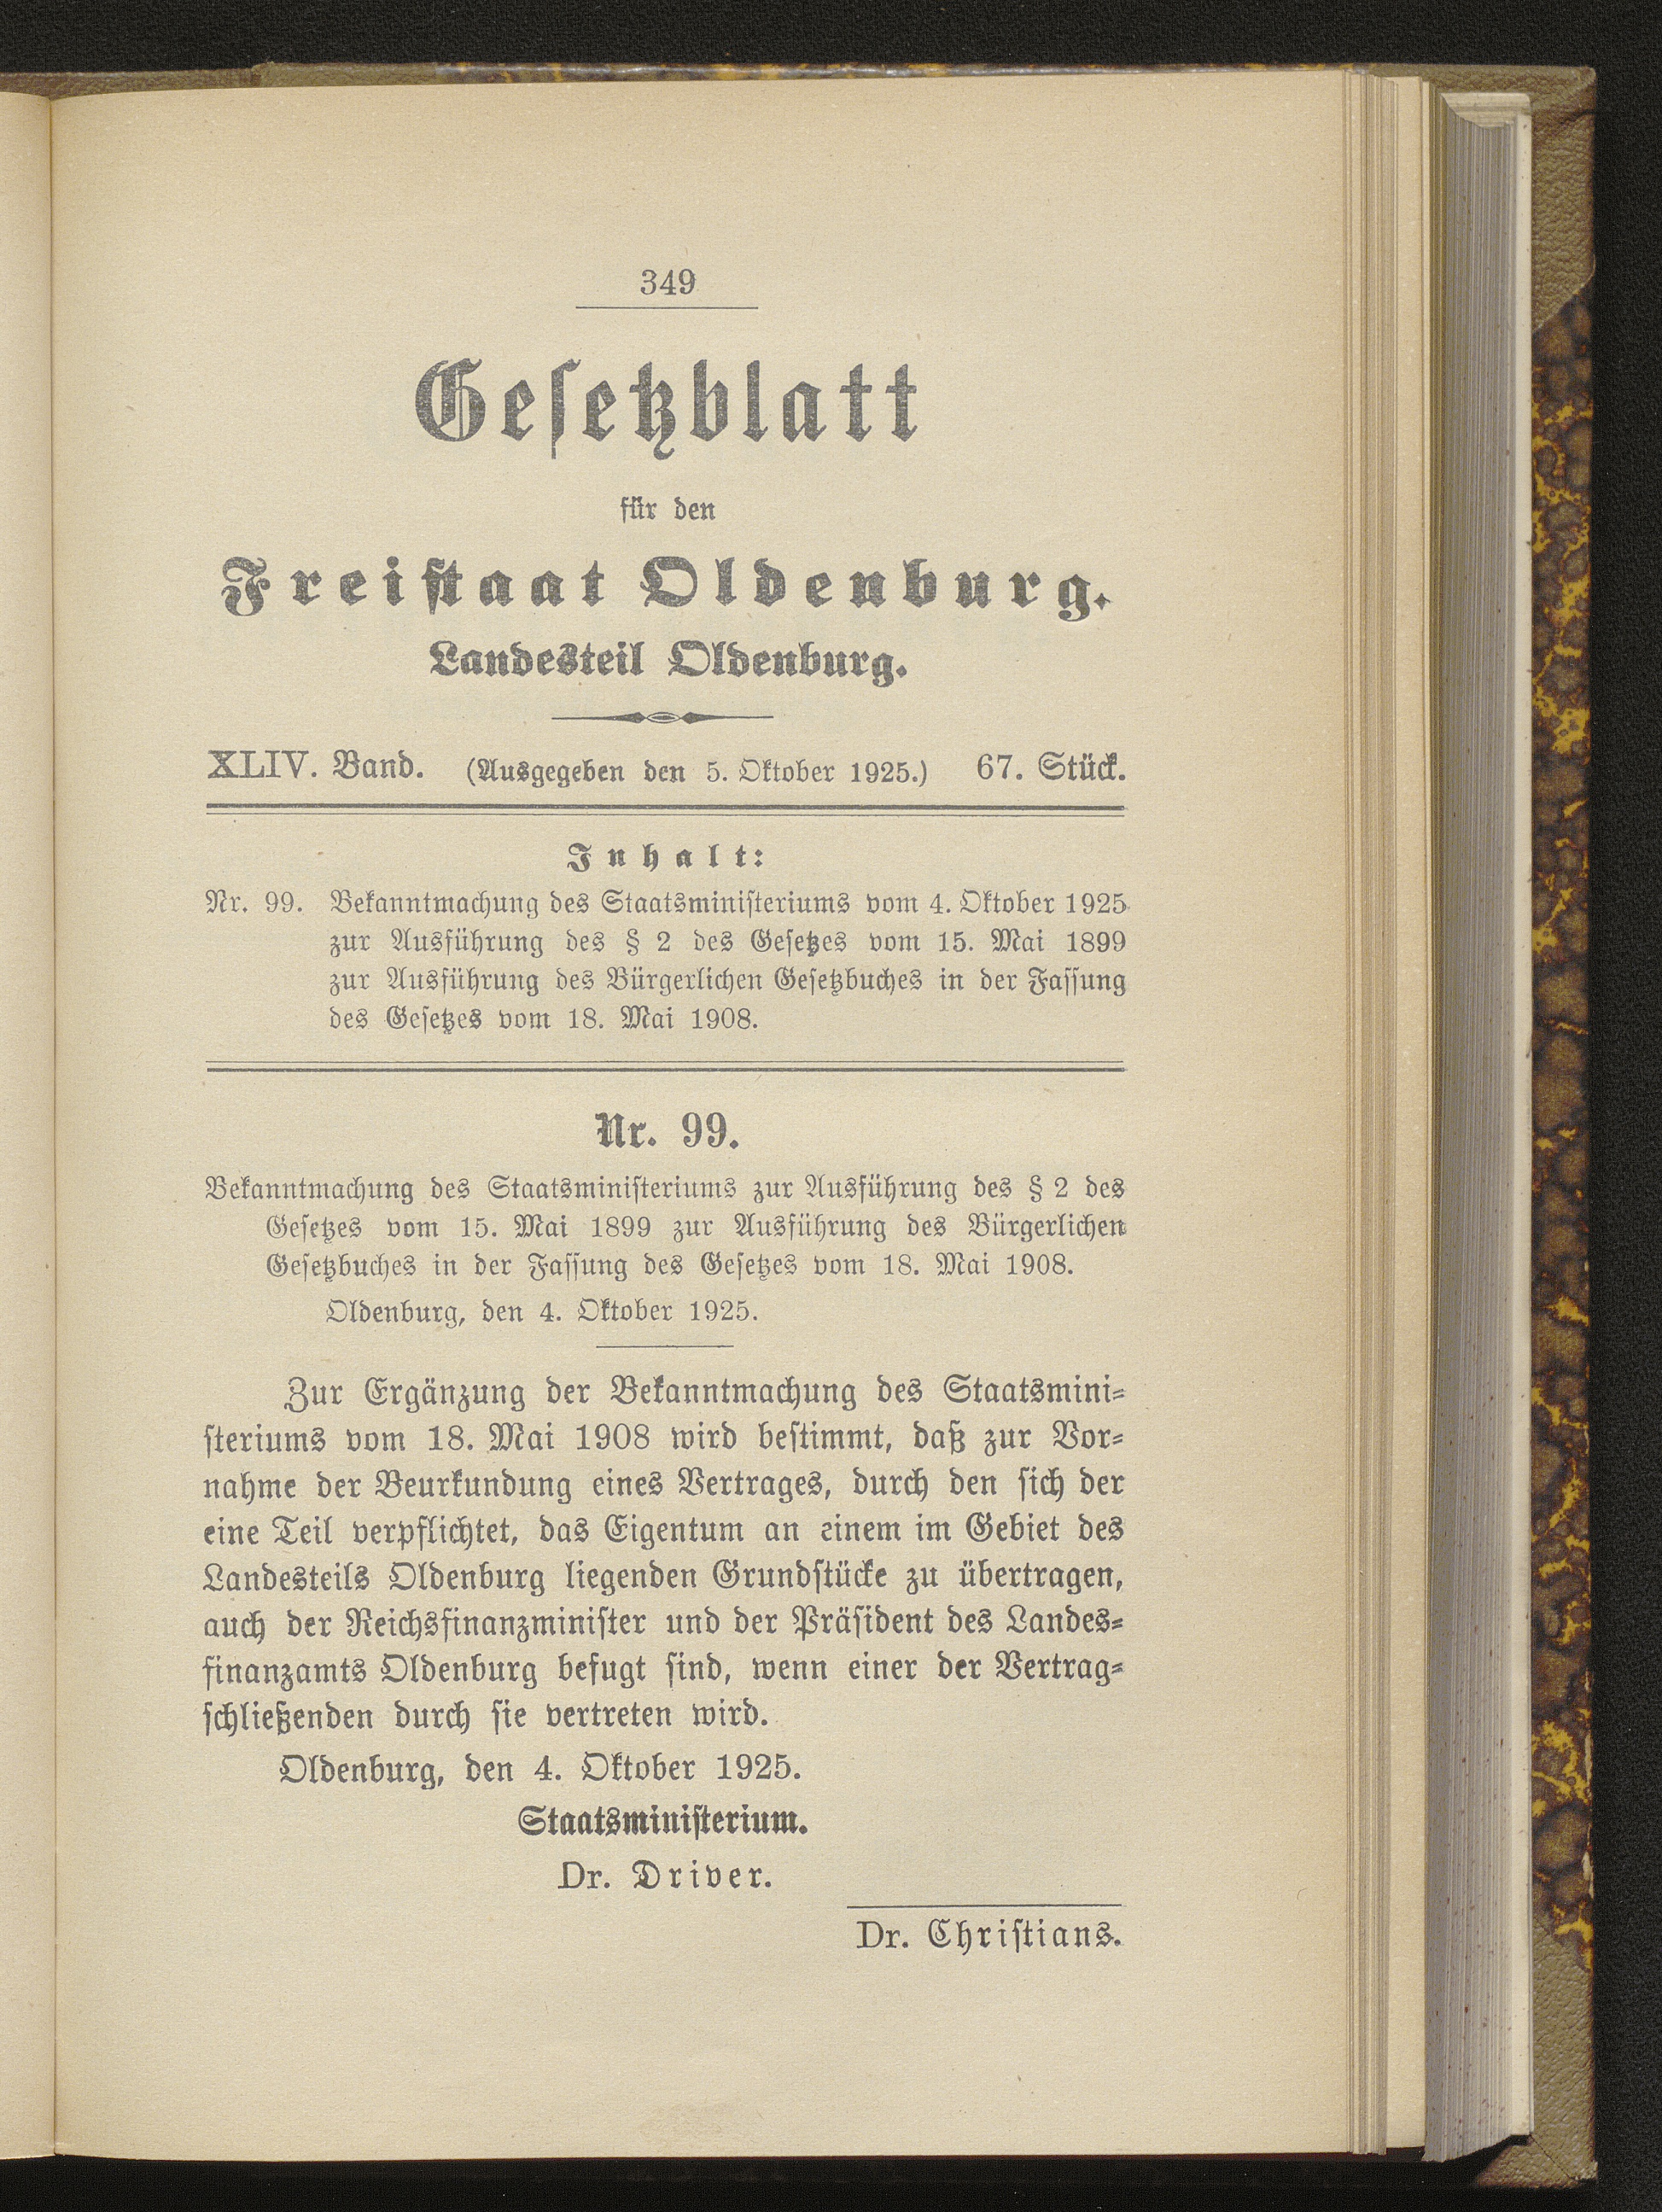 349
Gesetzblatt
für den
Freistaat Oldenburg.
Landesteil Oldenburg.
XLIV. Band. (Ausgegeben den 5. Oktober 1925.) 67. Stück.
Inhalt:
Nr. 99. Bekanntmachung des Staatsministeriums vom 4. Oktober 1925
zur Ausführung des § 2 des Gesetzes vom 15. Mai 1899
zur Ausführung des Bürgerlichen Gesetzbuches in der Fassung
des Gesetzes vom 18. Mai 1908.
Nr. 99.
Bekanntmachung des Staatsministeriums zur Ausführung des § 2 des
Gesetzes vom 15. Mai 1899 zur Ausführung des Bürgerlichen
Gesetzbuches in der Fassung des Gesetzes vom 18. Mai 1908.
Oldenburg, den 4. Oktober 1925.
Zur Ergänzung der Bekanntmachung des Staatsmini-
steriums vom 18. Mai 1908 wird bestimmt, daß zur Vor-
nahme der Beurkundung eines Vertrages, durch den sich der
eine Teil verpflichtet, das Eigentum an einem im Gebiet des
Landesteils Oldenburg liegenden Grundstücke zu übertragen,
auch der Reichsfinanzminister und der Präsident des Landes-
finanzamts Oldenburg befugt sind, wenn einer der Vertrag-
schließenden durch sie vertreten wird.
Oldenburg, den 4. Oktober 1925.
Staatsministerium.
Dr. Driver.
Dr. Christians.